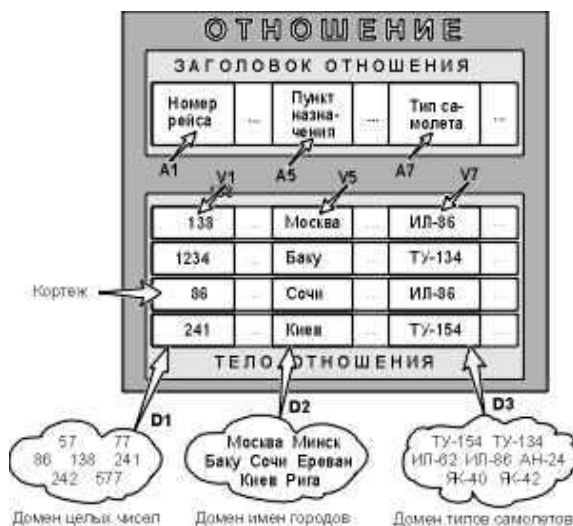 ОТНОШЕНИЕ
ЗАГОЛОВОК ОТНОШЕНИЯ
Номер рейса ... Пункт назна- чения ... Тип са- молета ...
A1 A5 A7
V1 V5 V7
138 ... Москва ... ИЛ-86 ...
1234 ... Баку ... ТУ-134 ...
Кортеж 86 ... Сочи ... ИЛ-86 ...
241 ... Киев ... ТУ-154 ...
ТЕЛО ОТНОШЕНИЯ
D1 D2 D3
57 77
86 138 241
242 577
Москва Минск
Баку Сочи Ереван
Киев Рига
ТУ-154 ТУ-134
ИЛ-62 ИЛ-86 АН-24
ЯК-40 ЯК-42
Домен целых чисел Домен имен городов Домен типов самолетов